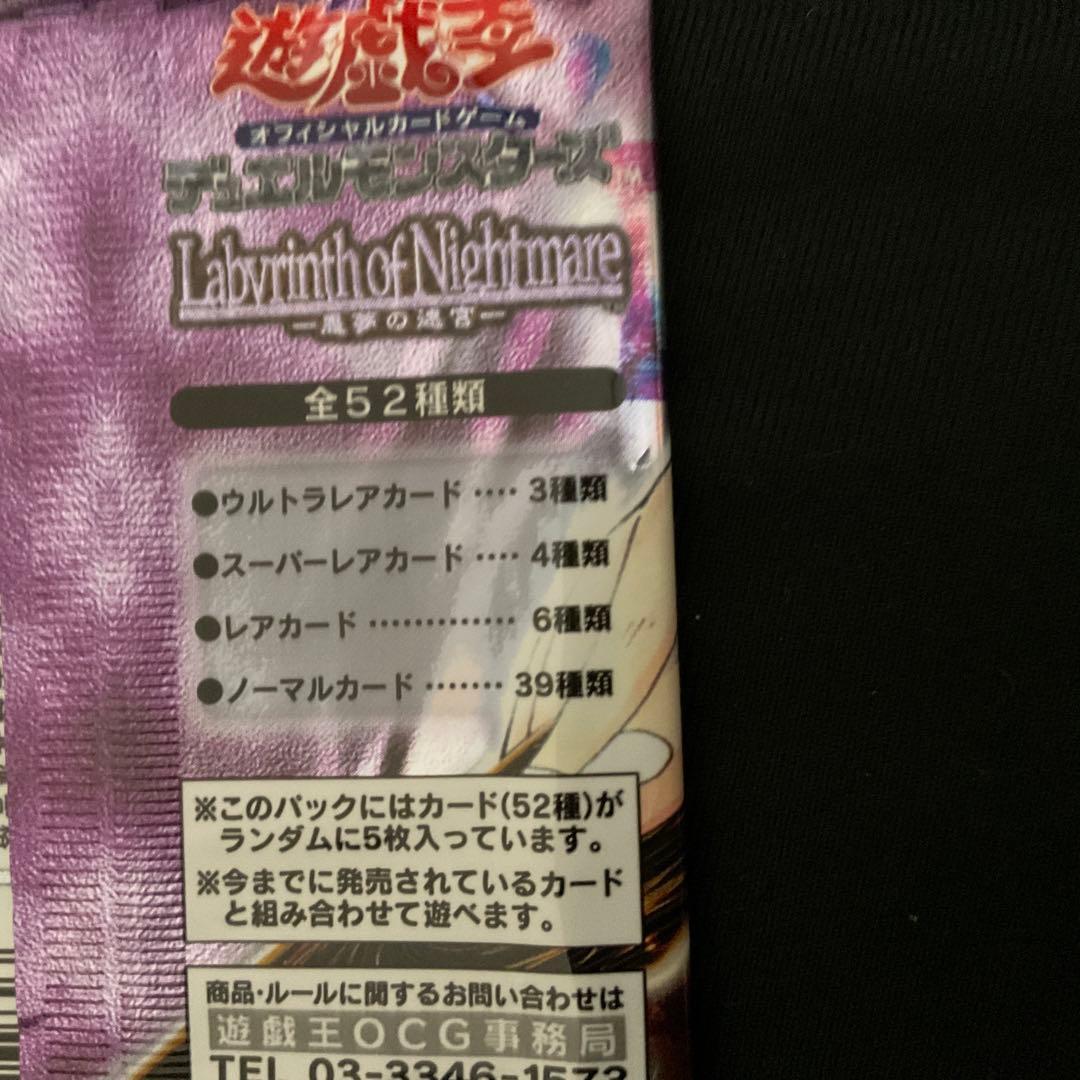 遊戯王
オフィシャルカードゲーム
デュエルモンスターズ
Labyrinth of Nightmare
ー悪夢の迷宮ー
全52種類
●ウルトラレアカード ‥‥ 3種類
●スーパーレアカード ‥‥ 4種類
●レアカード ‥‥‥‥‥‥‥ 6種類
●ノーマルカード ‥‥‥‥ 39種類
※このパックにはカード(52種)が
ランダムに5枚入っています。
※今までに発売されているカード
と組み合わせて遊べます。
商品・ルールに関するお問い合わせは
遊戯王OCG事務局
TEL 03-3346-1573